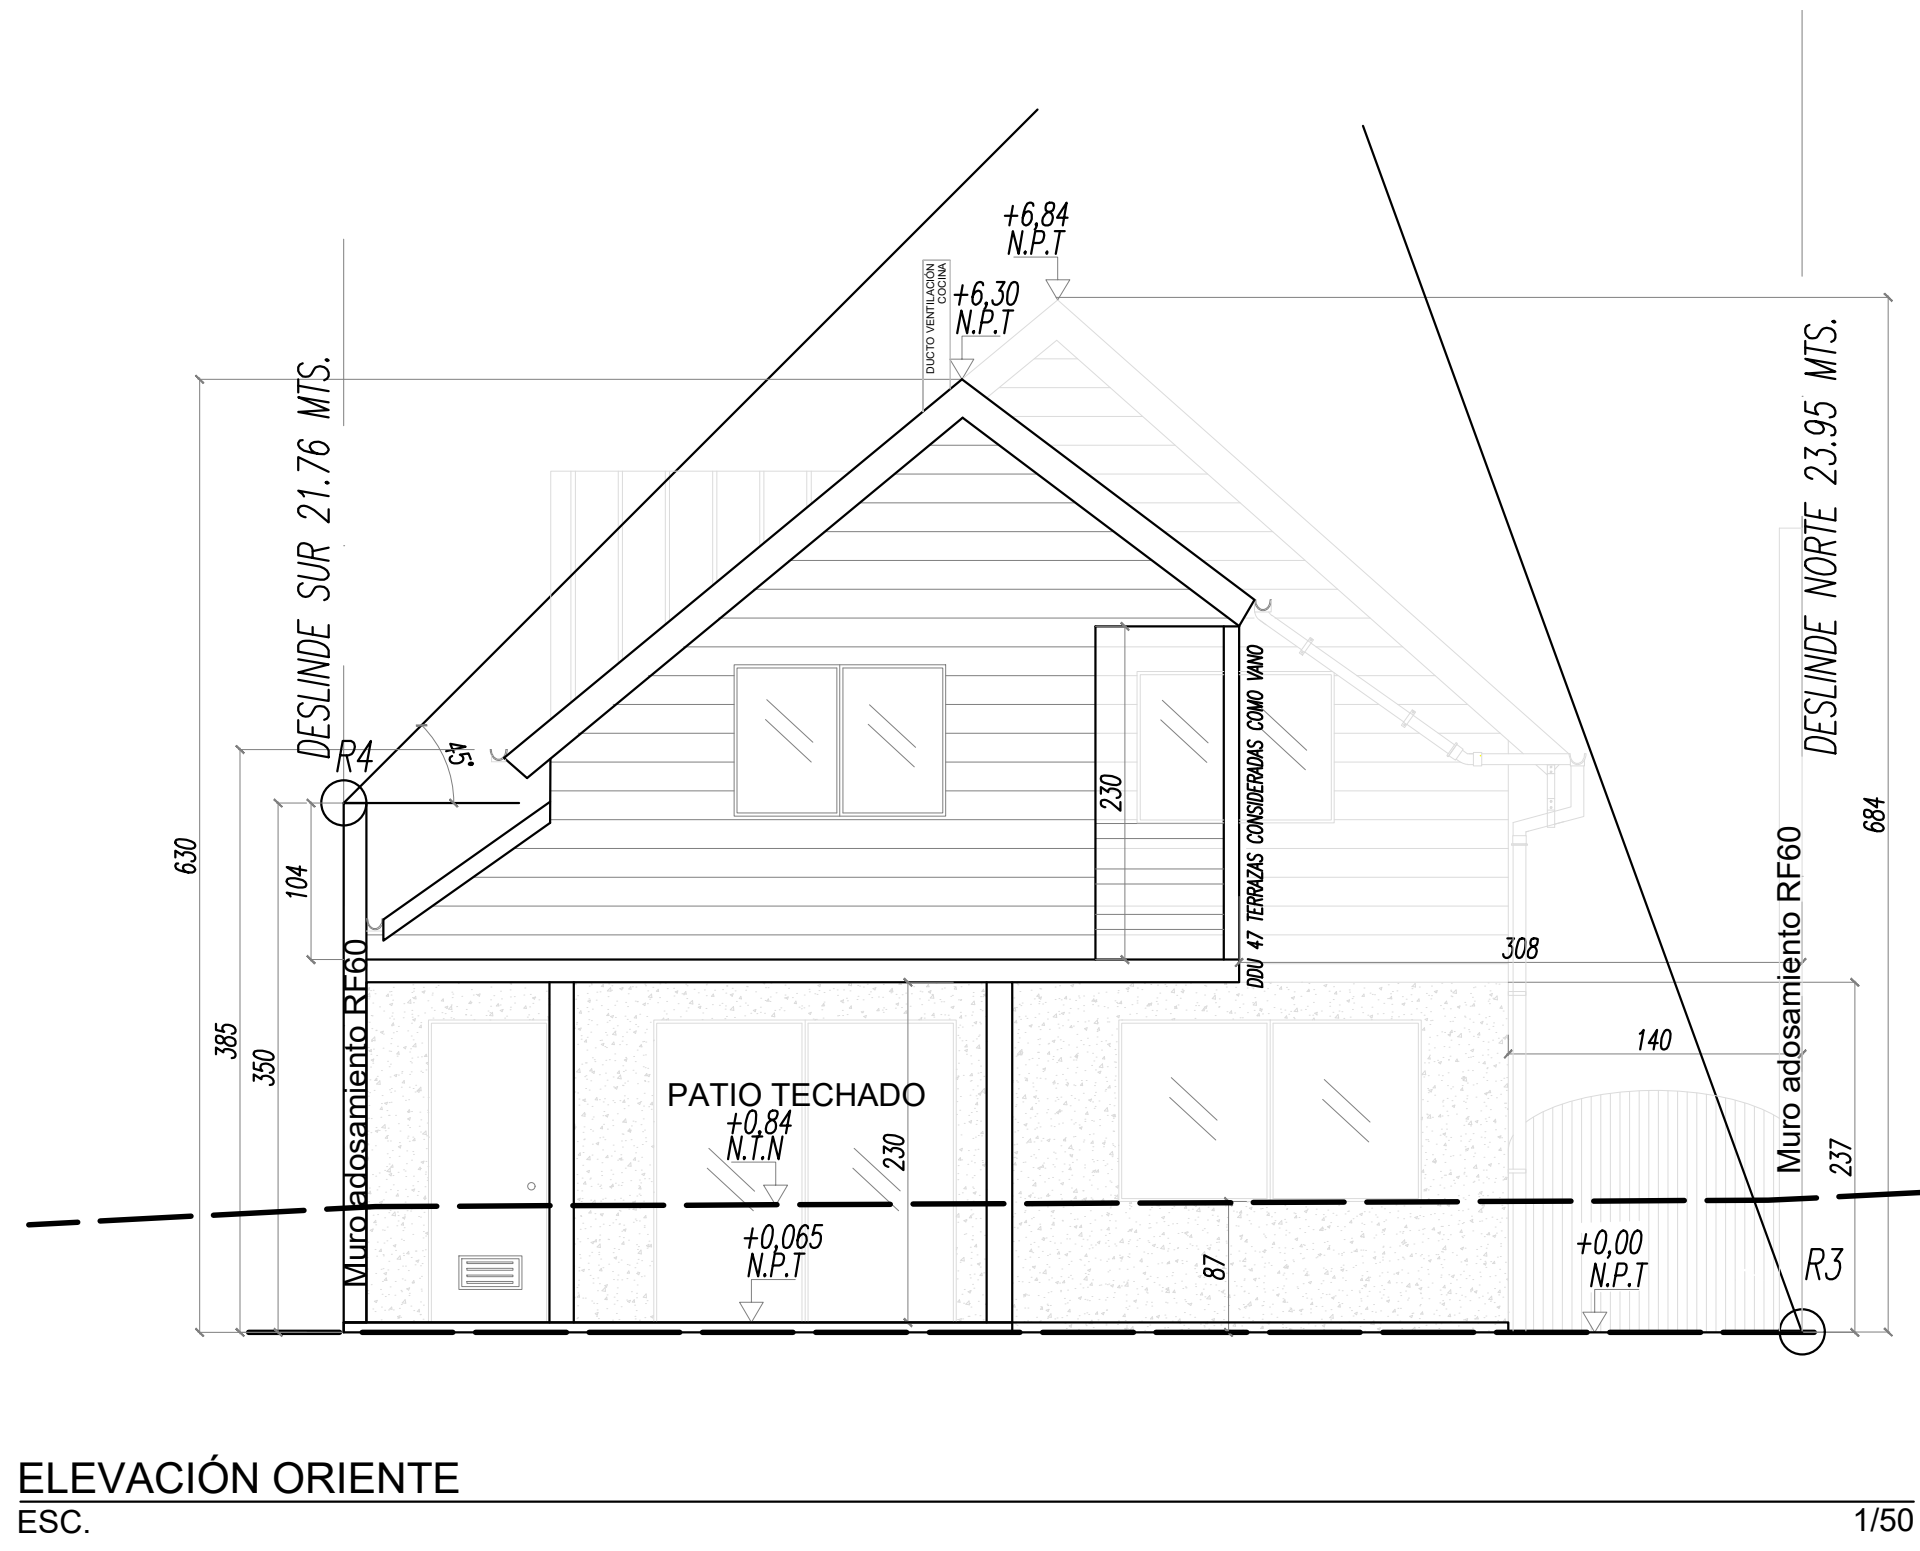 +6,84
N.P.T
DUCTO VENTILACIÓN
COCINA
+6,30
N.P.T
DESLINDE SUR 21.76 MTS.
DESLINDE NORTE 23.95 MTS.
R4
45°
630
104
385
350
230
DDU 47 TERRAZAS CONSIDERADAS COMO VANO
684
308
Muro adosamiento RF60
Muro adosamiento RF60
140
PATIO TECHADO
+0,84
N.T.N
230
237
+0,065
N.P.T
87
+0,00
N.P.T
R3
ELEVACIÓN ORIENTE
ESC.
1/50